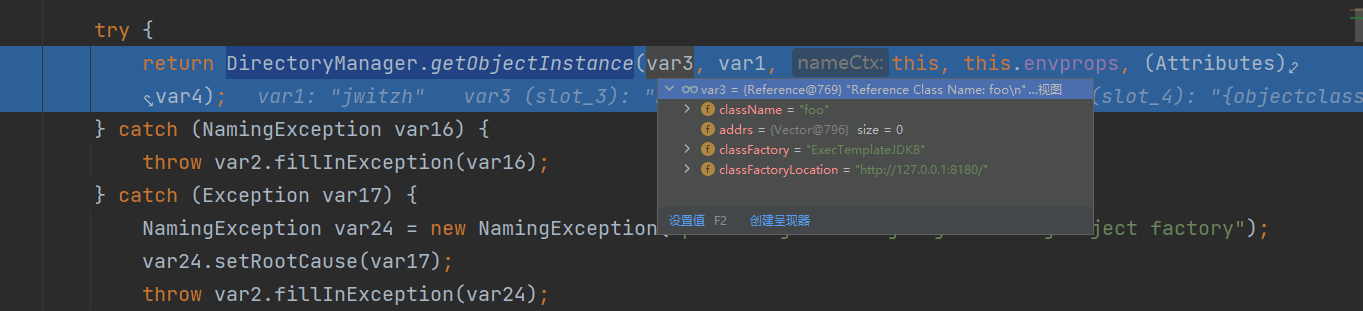 try {
return DirectoryManager.getObjectInstance(var3, var1, nameCtx: this, this.envprops, (Attributes)
var4); var1: "jwitzh" var3 (slot_3): " (slot_4): "{objectclass
var3 = {Reference@769} "Reference Class Name: foo\n"...视图
className = "foo"
addrs = {Vector@796} size = 0
} catch (NamingException var16) {
classFactory = "ExecTemplateJDK8"
throw var2.fillInException(var16);
classFactoryLocation = "http://127.0.0.1:8180/"
} catch (Exception var17) {
设置值 F2 创建呈现器
NamingException var24 = new NamingException( ject factory");
var24.setRootCause(var17);
throw var2.fillInException(var24);